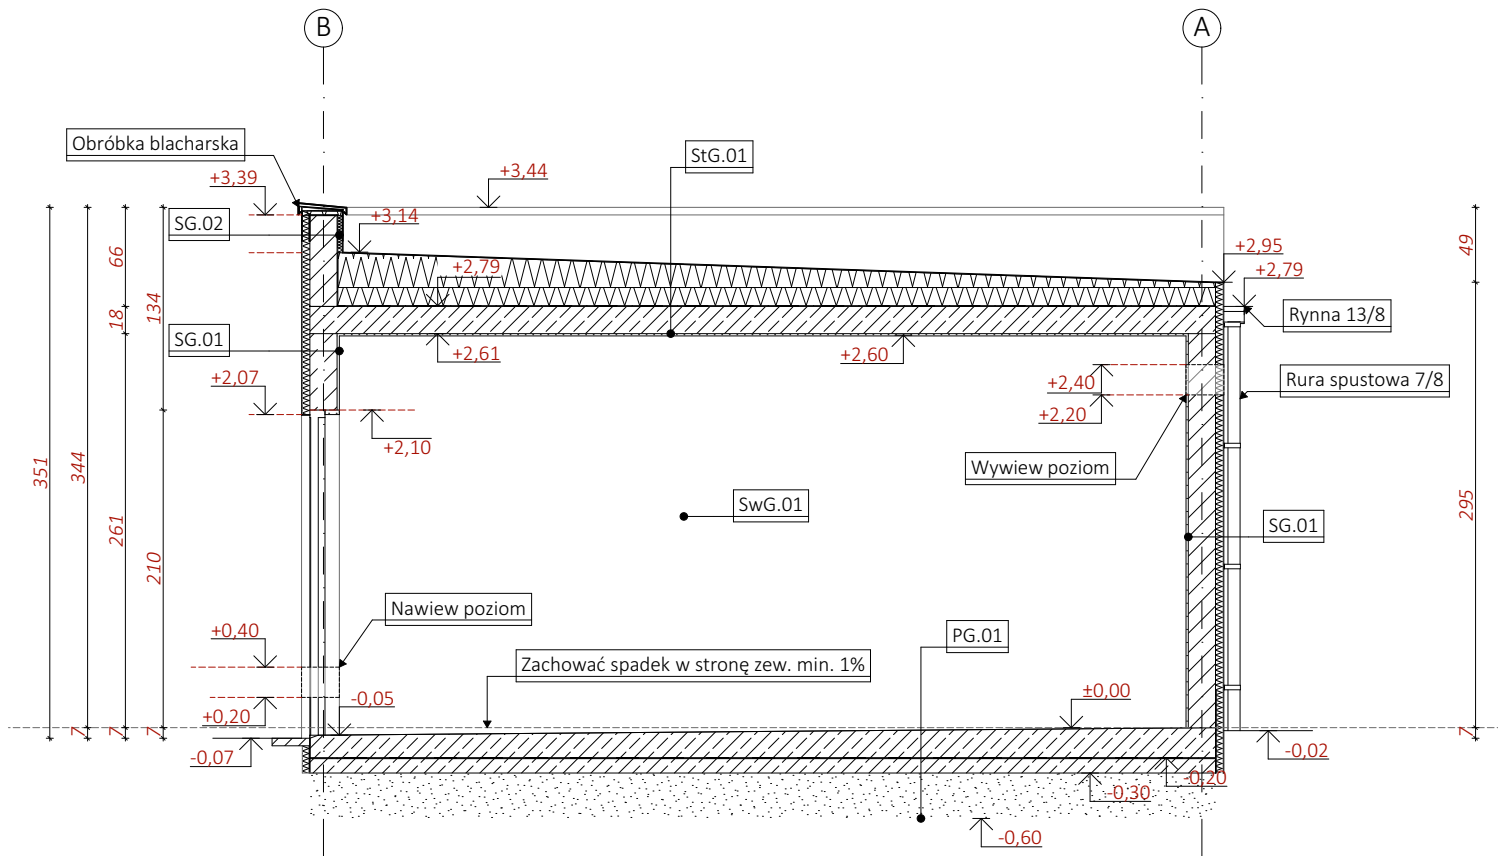 B
A
Obróbka blacharska
StG.01
+3,39
+3,44
SG.02
+3,14
+2,95
+2,79
+2,79
Rynna 13/8
SG.01
+2,61
+2,60
+2,40
Rura spustowa 7/8
+2,07
+2,20
+2,10
Wywiew poziom
SwG.01
SG.01
Nawiew poziom
+0,40
PG.01
Zachować spadek w stronę zew. min. 1%
-0,05
±0,00
+0,20
-0,07
-0,02
-0,20
-0,30
-0,60
351
344
7
66
18
261
7
134
210
7
49
295
7